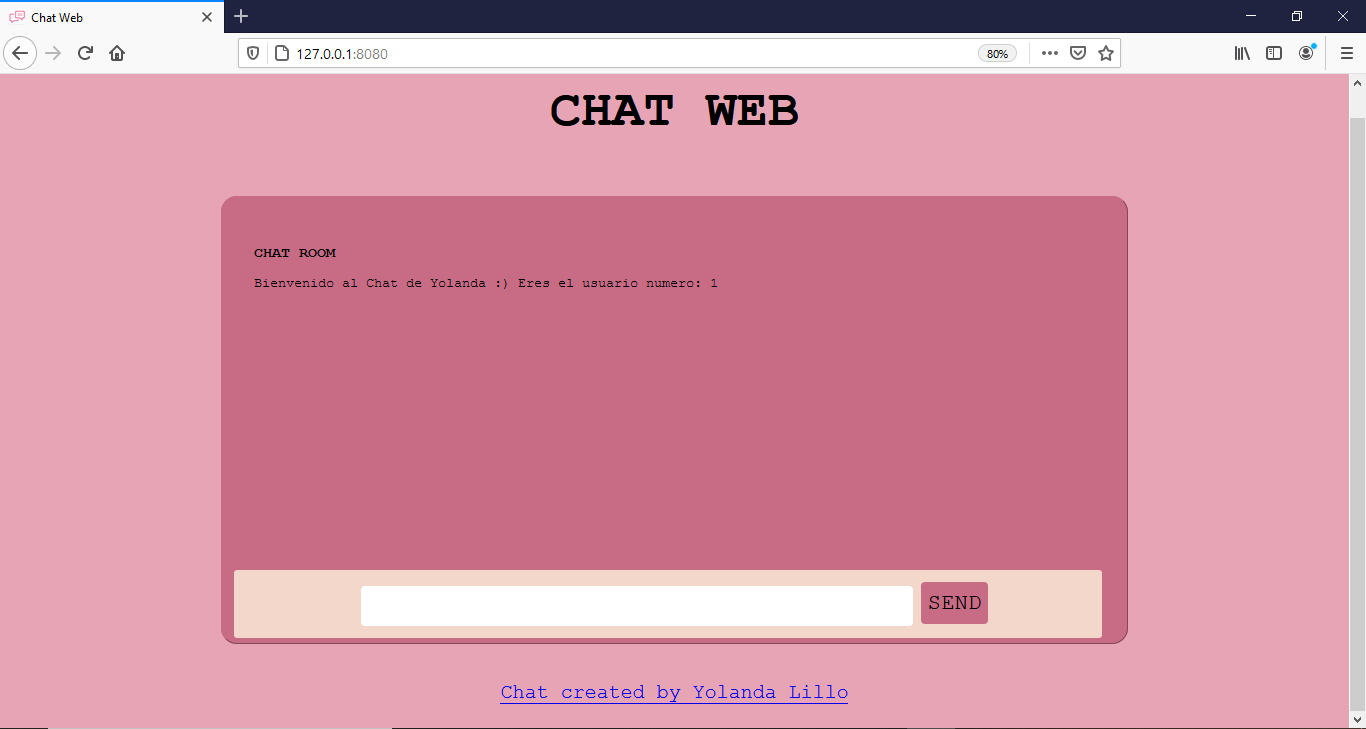 Chat Web
127.0.0.1:8080
80%
CHAT WEB
CHAT ROOM
Bienvenido al Chat de Yolanda :) Eres el usuario numero: 1
SEND
Chat created by Yolanda Lillo